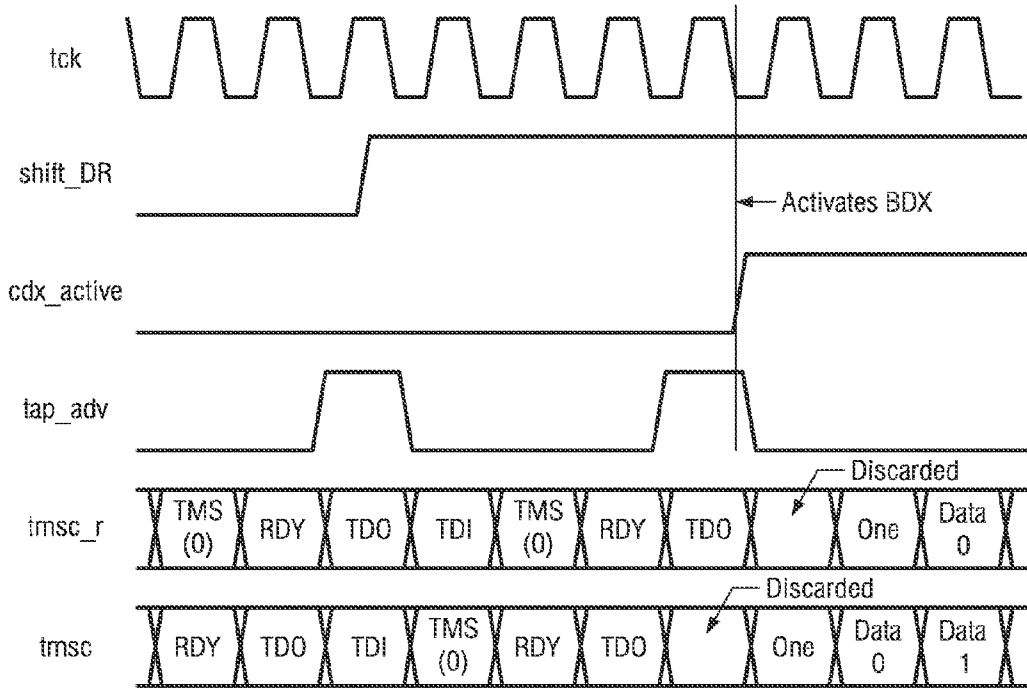 tck
shift_DR
Activates BDX
cdx_active
tap_adv
Discarded
tmsc_r
TMS (0) RDY TDO TDI TMS (0) RDY TDO One Data 0
Discarded
tmsc
RDY TDO TDI TMS (0) RDY TDO One Data 0 Data 1